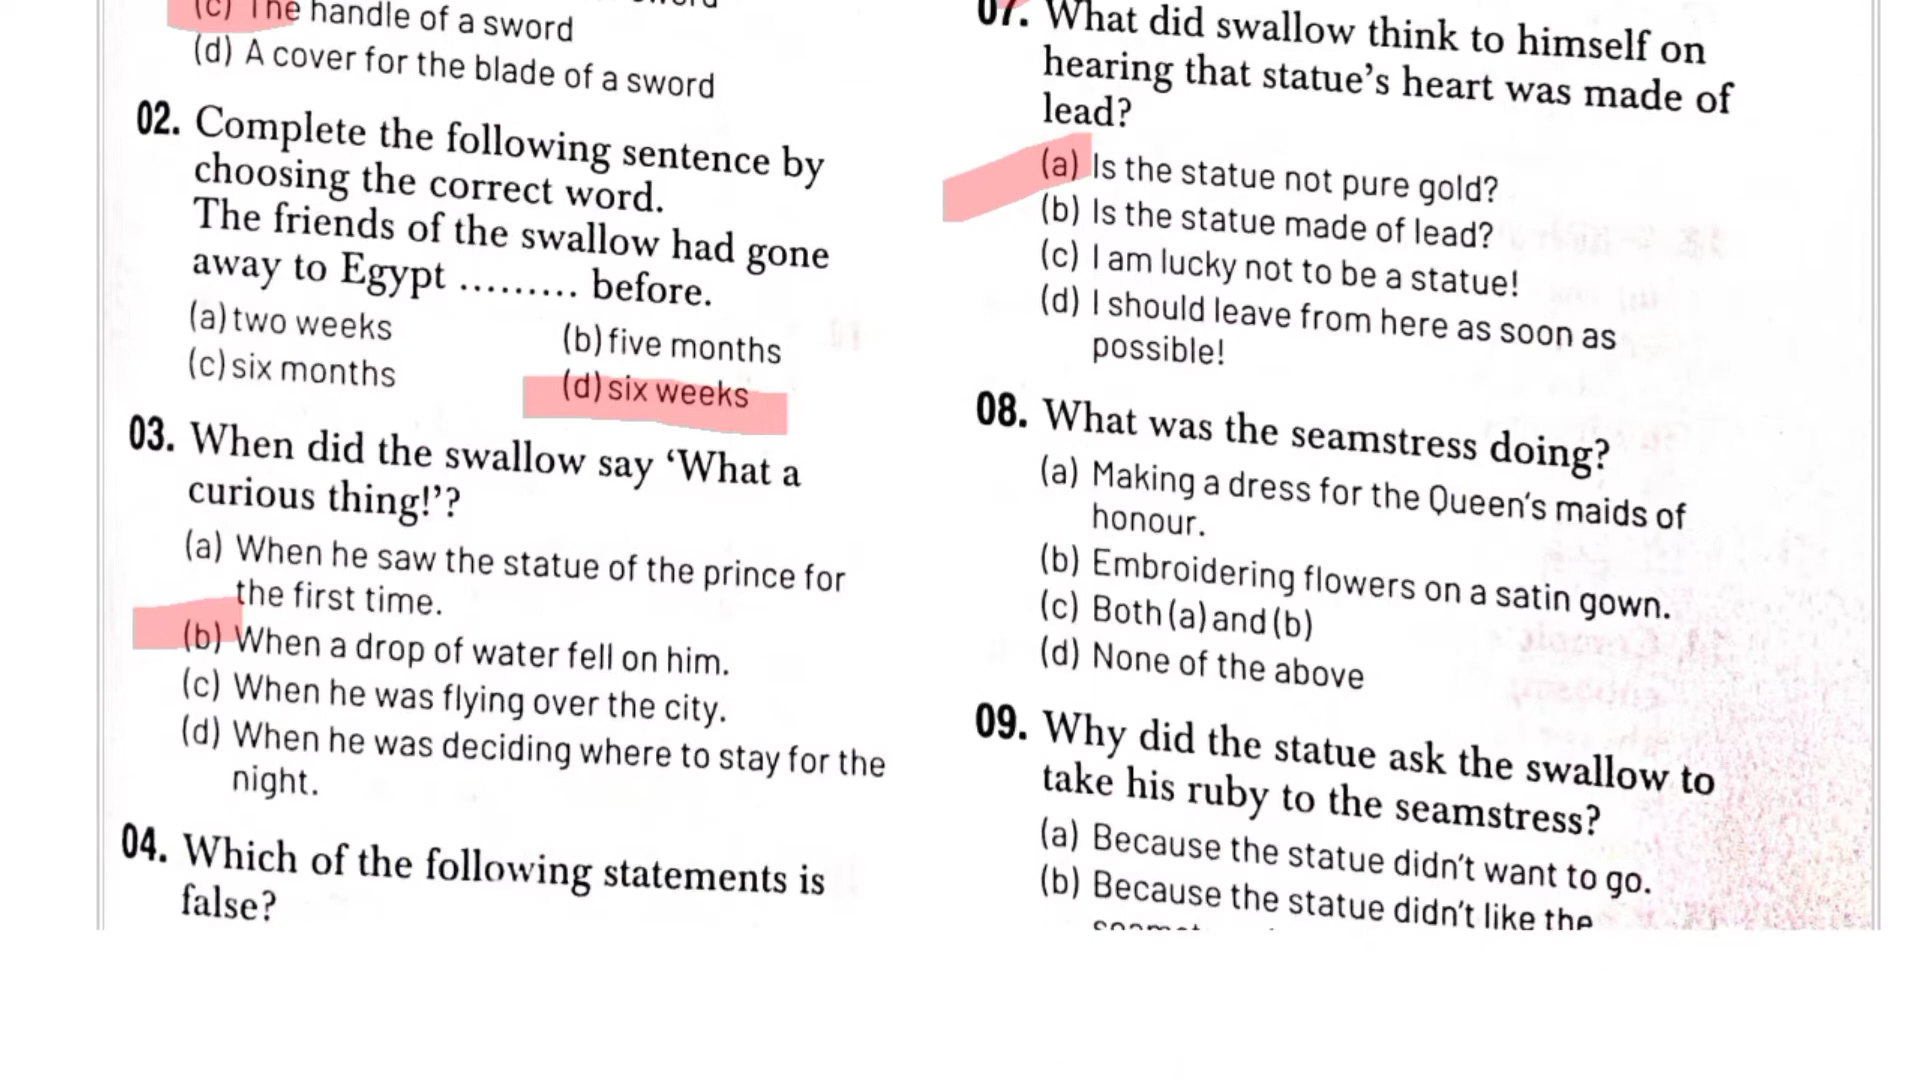 (c) The handle of a sword
(d) A cover for the blade of a sword
02. Complete the following sentence by
choosing the correct word.
The friends of the swallow had gone
away to Egypt ......... before.
(a) two weeks (b) five months
(c) six months (d) six weeks
03. When did the swallow say ‘What a
curious thing!’?
(a) When he saw the statue of the prince for
the first time.
(b) When a drop of water fell on him.
(c) When he was flying over the city.
(d) When he was deciding where to stay for the
night.
04. Which of the following statements is
false?
07. What did swallow think to himself on
hearing that statue’s heart was made of
lead?
(a) Is the statue not pure gold?
(b) Is the statue made of lead?
(c) I am lucky not to be a statue!
(d) I should leave from here as soon as
possible!
08. What was the seamstress doing?
(a) Making a dress for the Queen’s maids of
honour.
(b) Embroidering flowers on a satin gown.
(c) Both (a) and (b)
(d) None of the above
09. Why did the statue ask the swallow to
take his ruby to the seamstress?
(a) Because the statue didn’t want to go.
(b) Because the statue didn’t like the